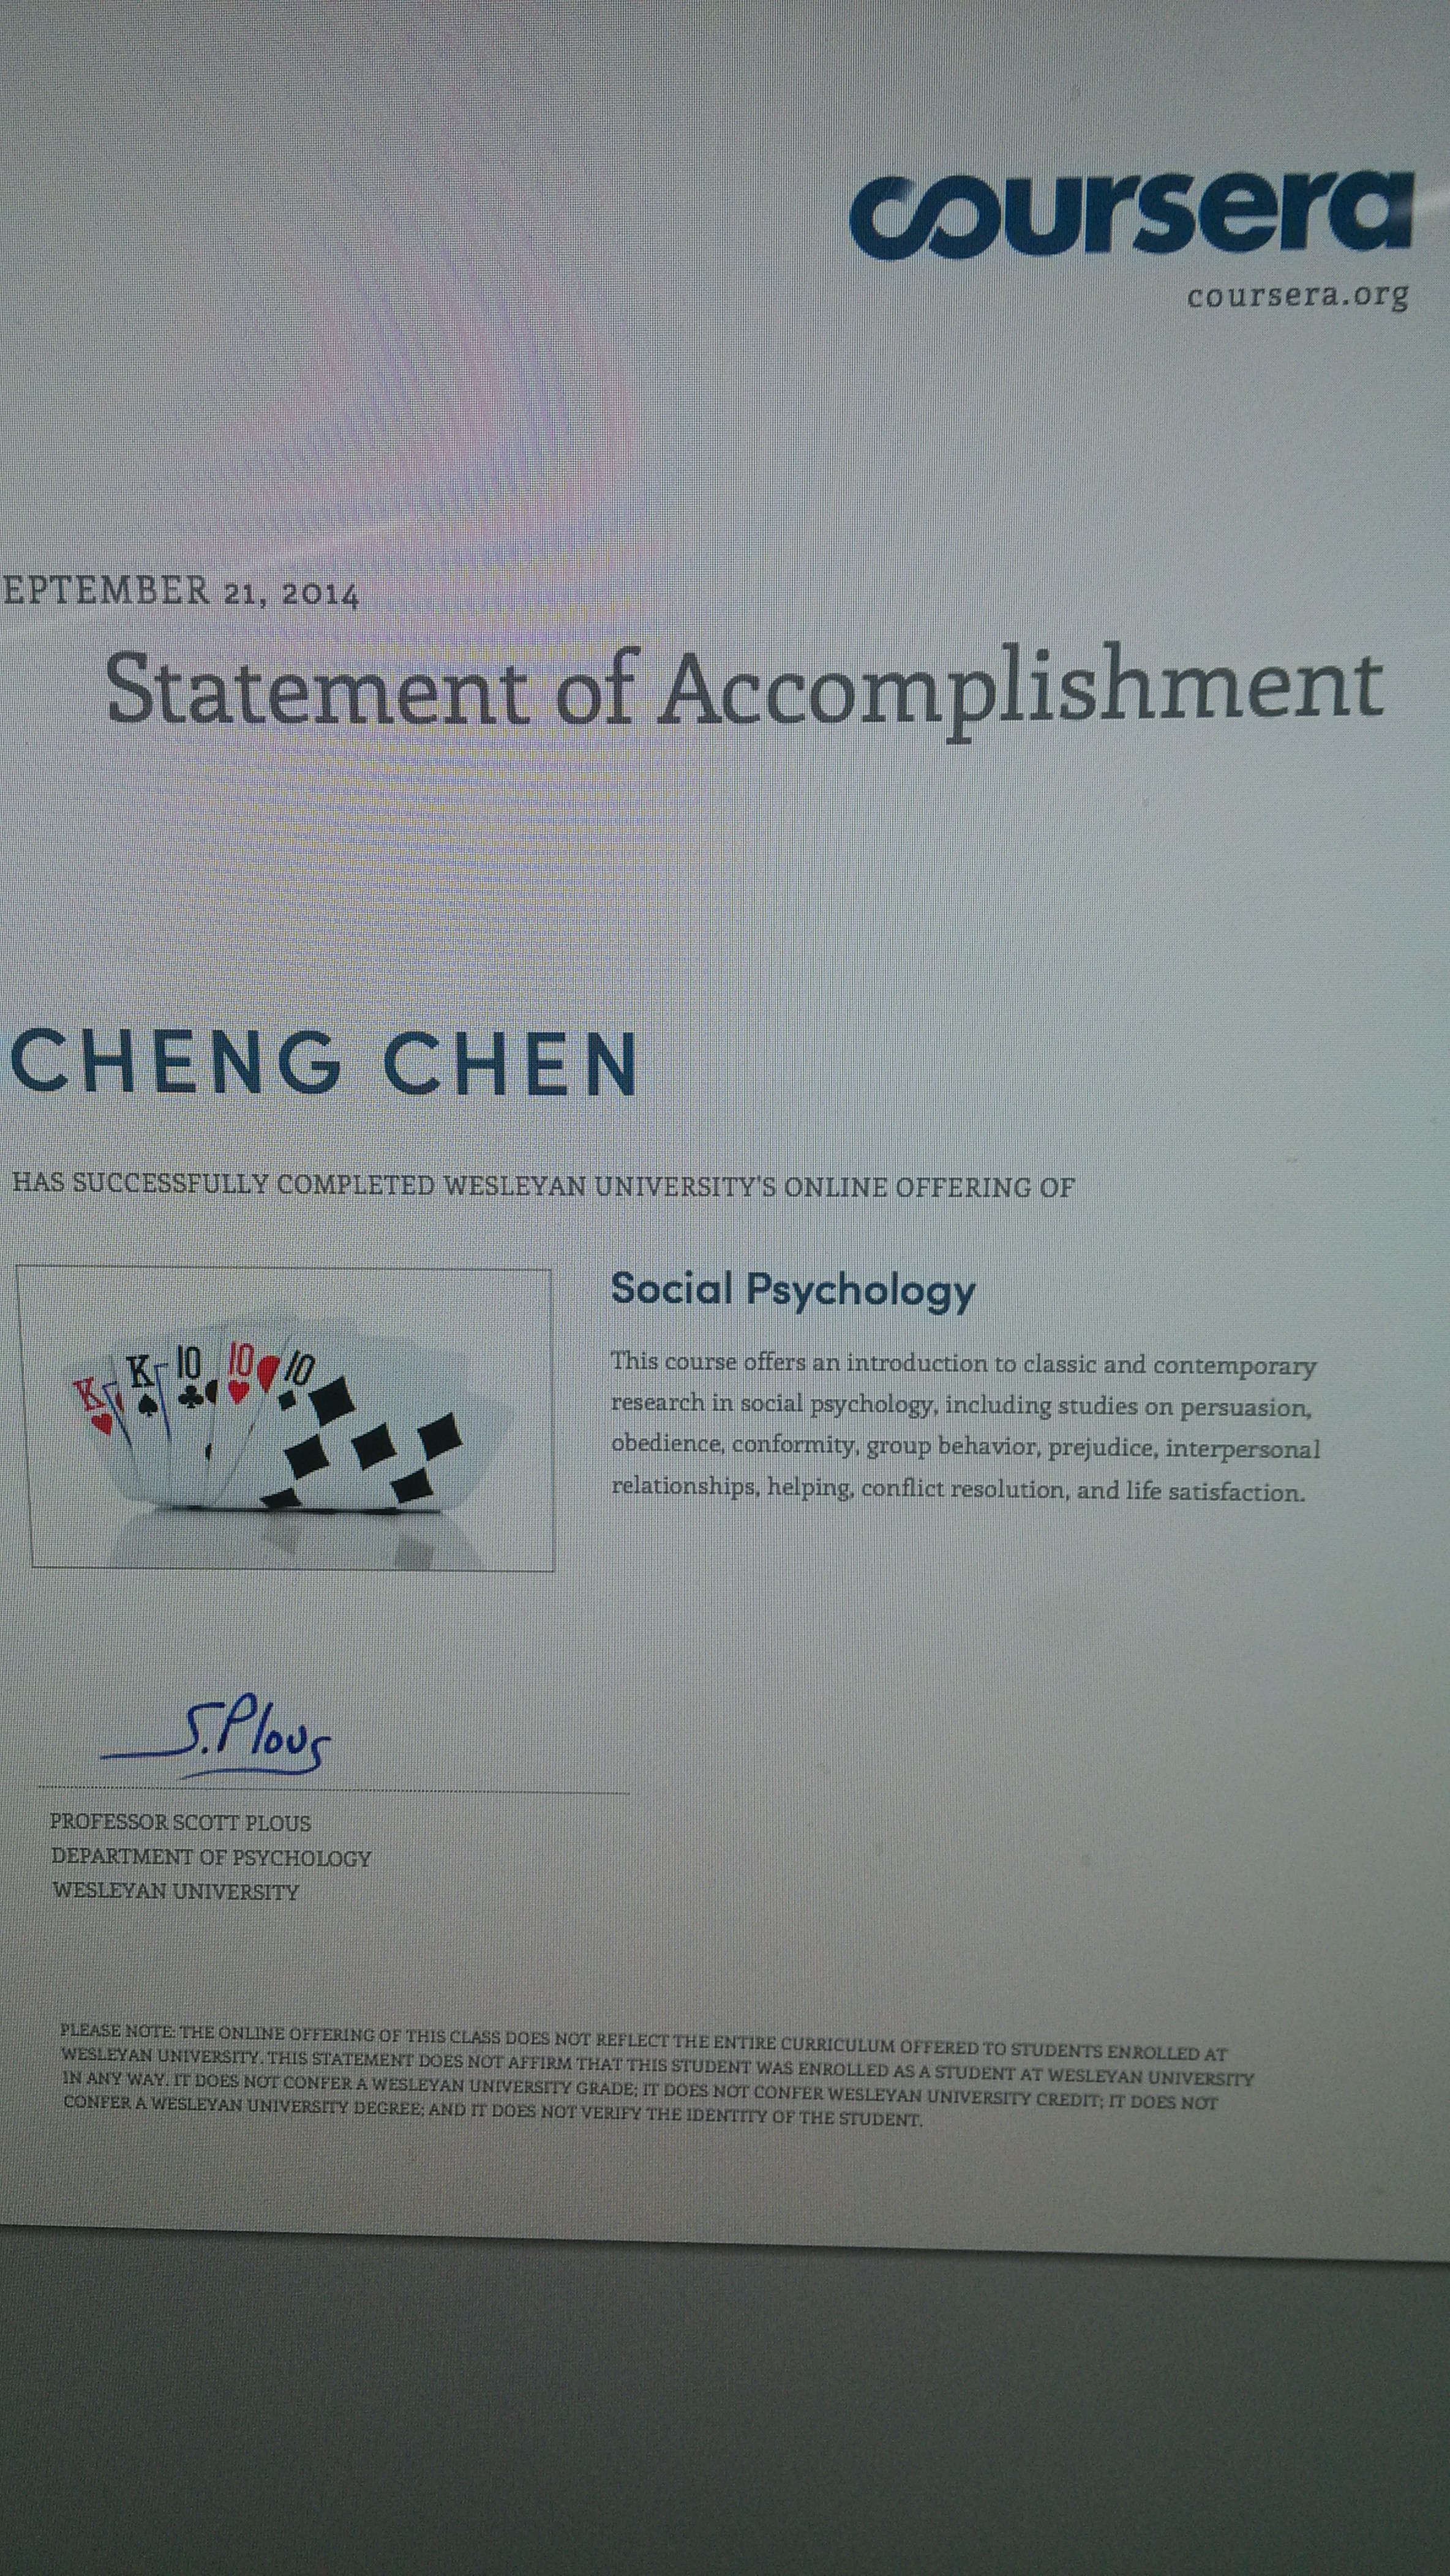 coursera
coursera.org
EPTEMBER 21, 2014
Statement of Accomplishment
CHENG CHEN
HAS SUCCESSFULLY COMPLETED WESLEYAN UNIVERSITY'S ONLINE OFFERING OF
K K 10 10 10
Social Psychology
This course offers an introduction to classic and contemporary
research in social psychology, including studies on persuasion,
obedience, conformity, group behavior, prejudice, interpersonal
relationships, helping, conflict resolution, and life satisfaction.
S. Plous
PROFESSOR SCOTT PLOUS
DEPARTMENT OF PSYCHOLOGY
WESLEYAN UNIVERSITY
PLEASE NOTE: THE ONLINE OFFERING OF THIS CLASS DOES NOT REFLECT THE ENTIRE CURRICULUM OFFERED TO STUDENTS ENROLLED AT
WESLEYAN UNIVERSITY. THIS STATEMENT DOES NOT AFFIRM THAT THIS STUDENT WAS ENROLLED AS A STUDENT AT WESLEYAN UNIVERSITY
IN ANY WAY. IT DOES NOT CONFER A WESLEYAN UNIVERSITY GRADE; IT DOES NOT CONFER WESLEYAN UNIVERSITY CREDIT; IT DOES NOT
CONFER A WESLEYAN UNIVERSITY DEGREE; AND IT DOES NOT VERIFY THE IDENTITY OF THE STUDENT.